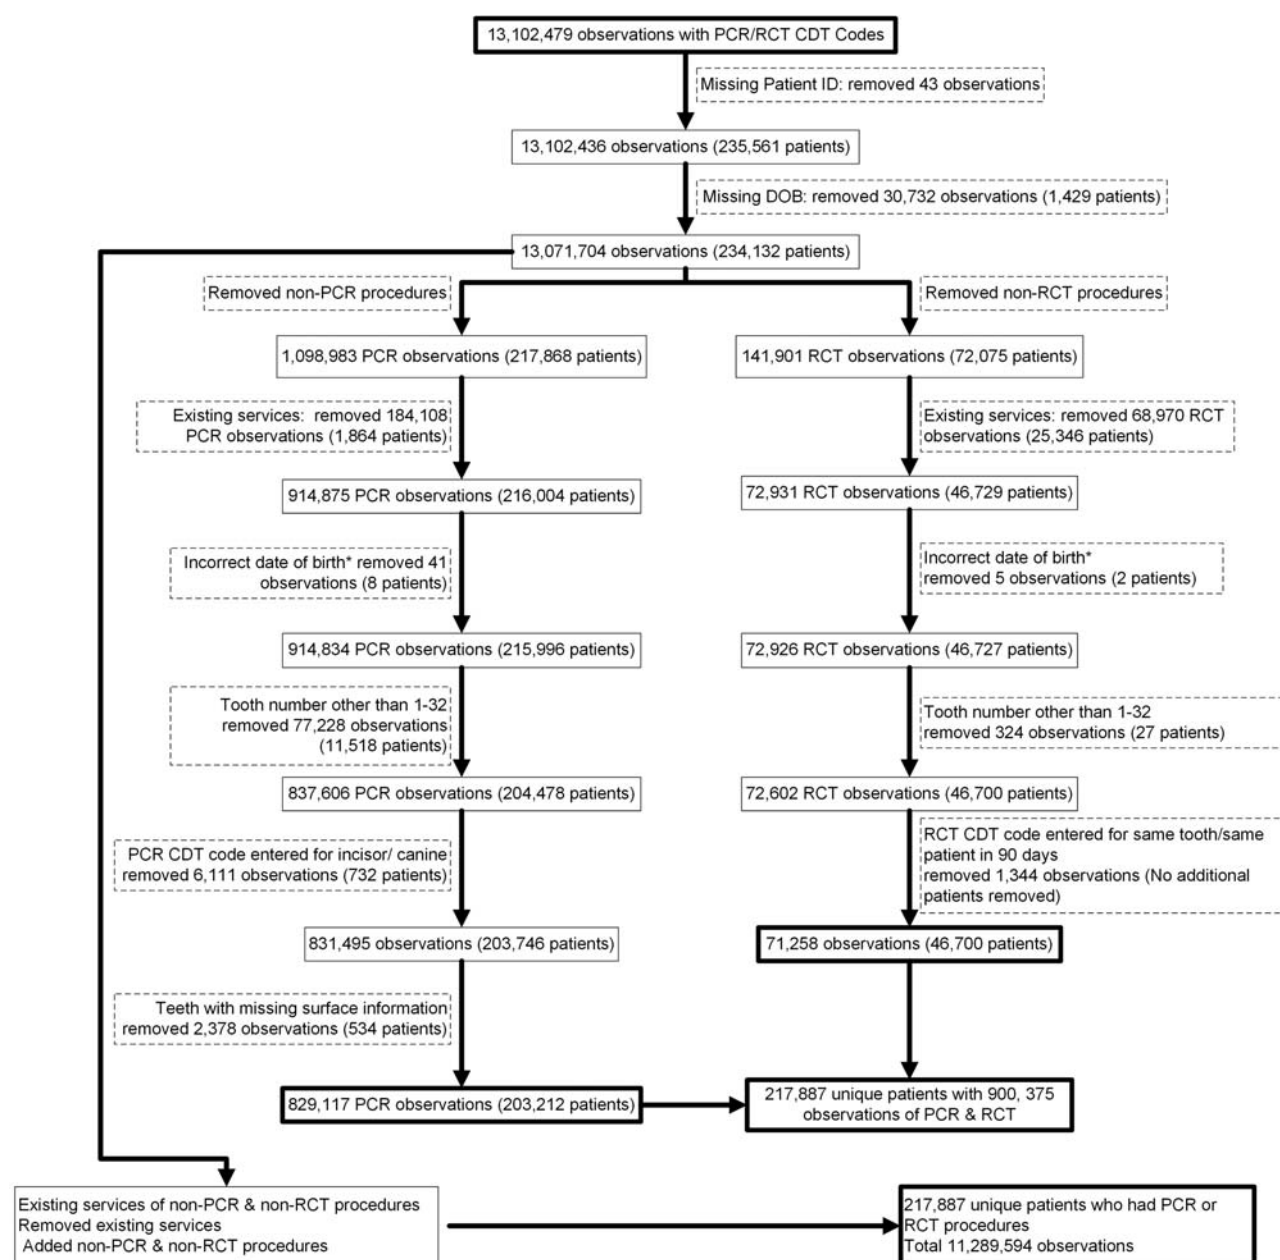 13,102,479 observations with PCR/RCT CDT Codes
Missing Patient ID: removed 43 observations
13,102,436 observations (235,561 patients)
Missing DOB: removed 30,732 observations (1,429 patients)
13,071,704 observations (234,132 patients)
Removed non-PCR procedures
Removed non-RCT procedures
1,098,983 PCR observations (217,868 patients)
141,901 RCT observations (72,075 patients)
Existing services: removed 184,108
PCR observations (1,864 patients)
Existing services: removed 68,970 RCT
observations (25,346 patients)
914,875 PCR observations (216,004 patients)
72,931 RCT observations (46,729 patients)
Incorrect date of birth* removed 41
observations (8 patients)
Incorrect date of birth*
removed 5 observations (2 patients)
914,834 PCR observations (215,996 patients)
72,926 RCT observations (46,727 patients)
Tooth number other than 1-32
removed 77,228 observations
(11,518 patients)
Tooth number other than 1-32
removed 324 observations (27 patients)
837,606 PCR observations (204,478 patients)
72,602 RCT observations (46,700 patients)
PCR CDT code entered for incisor/ canine
removed 6,111 observations (732 patients)
RCT CDT code entered for same tooth/same
patient in 90 days
removed 1,344 observations (No additional
patients removed)
831,495 observations (203,746 patients)
71,258 observations (46,700 patients)
Teeth with missing surface information
removed 2,378 observations (534 patients)
829,117 PCR observations (203,212 patients)
217,887 unique patients with 900, 375
observations of PCR & RCT
Existing services of non-PCR & non-RCT procedures
Removed existing services
Added non-PCR & non-RCT procedures
217,887 unique patients who had PCR or
RCT procedures
Total 11,289,594 observations